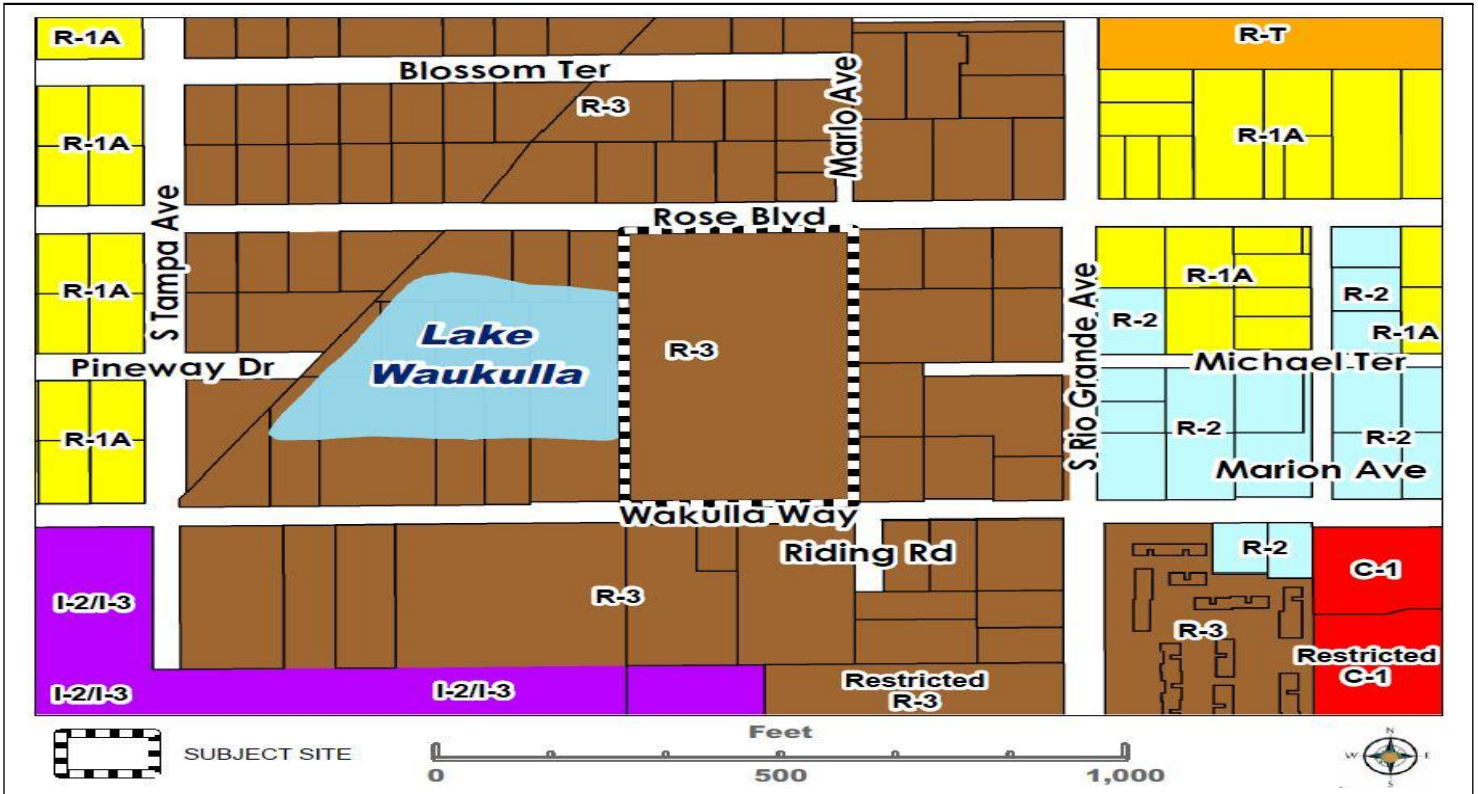 R-1A
R-T
Blossom Ter
R-3
Marlo Ave
R-1A
R-1A
S Tampa Ave
Rose Blvd
R-1A
R-1A
R-2
R-2
R-1A
S Rio Grande Ave
Lake
Waukulla
R-3
Pineway Dr
Michael Ter
R-1A
R-2
R-2
Marion Ave
Wakulla Way
Riding Rd
R-2
C-1
I-2/I-3
R-3
R-3
Restricted
C-1
I-2/I-3
I-2/I-3
Restricted
R-3
SUBJECT SITE
Feet
0
500
1,000
N
W
E
S